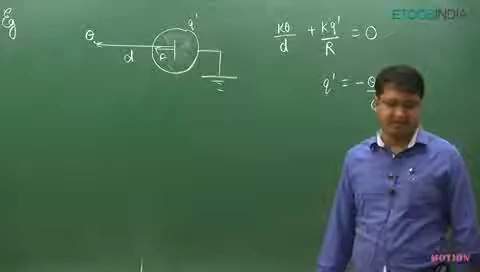 Eg
Q
q'
d
R
KQ/d + Kq'/R = 0
q' = - Q
ETOOSINDIA
MOTION